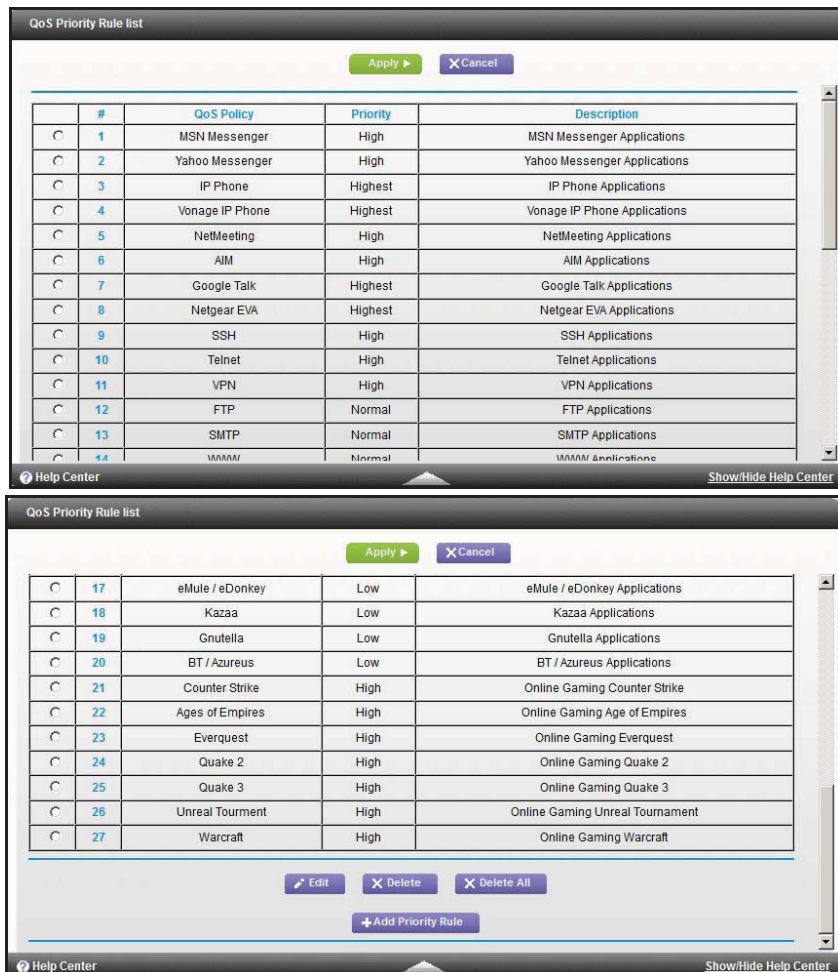 QoS Priority Rule list
Apply
Cancel
# QoS Policy Priority Description
1 MSN Messenger High MSN Messenger Applications
2 Yahoo Messenger High Yahoo Messenger Applications
3 IP Phone Highest IP Phone Applications
4 Vonage IP Phone Highest Vonage IP Phone Applications
5 NetMeeting High NetMeeting Applications
6 AIM High AIM Applications
7 Google Talk Highest Google Talk Applications
8 Netgear EVA Highest Netgear EVA Applications
9 SSH High SSH Applications
10 Telnet High Telnet Applications
11 VPN High VPN Applications
12 FTP Normal FTP Applications
13 SMTP Normal SMTP Applications
14 WWW Normal WWW Applications
Help Center Show/Hide Help Center
QoS Priority Rule list
Apply
Cancel
17 eMule / eDonkey Low eMule / eDonkey Applications
18 Kazaa Low Kazaa Applications
19 Gnutella Low Gnutella Applications
20 BT / Azureus Low BT / Azureus Applications
21 Counter Strike High Online Gaming Counter Strike
22 Ages of Empires High Online Gaming Age of Empires
23 Everquest High Online Gaming Everquest
24 Quake 2 High Online Gaming Quake 2
25 Quake 3 High Online Gaming Quake 3
26 Unreal Tourment High Online Gaming Unreal Tournament
27 Warcraft High Online Gaming Warcraft
Edit
Delete
Delete All
Add Priority Rule
Help Center Show/Hide Help Center